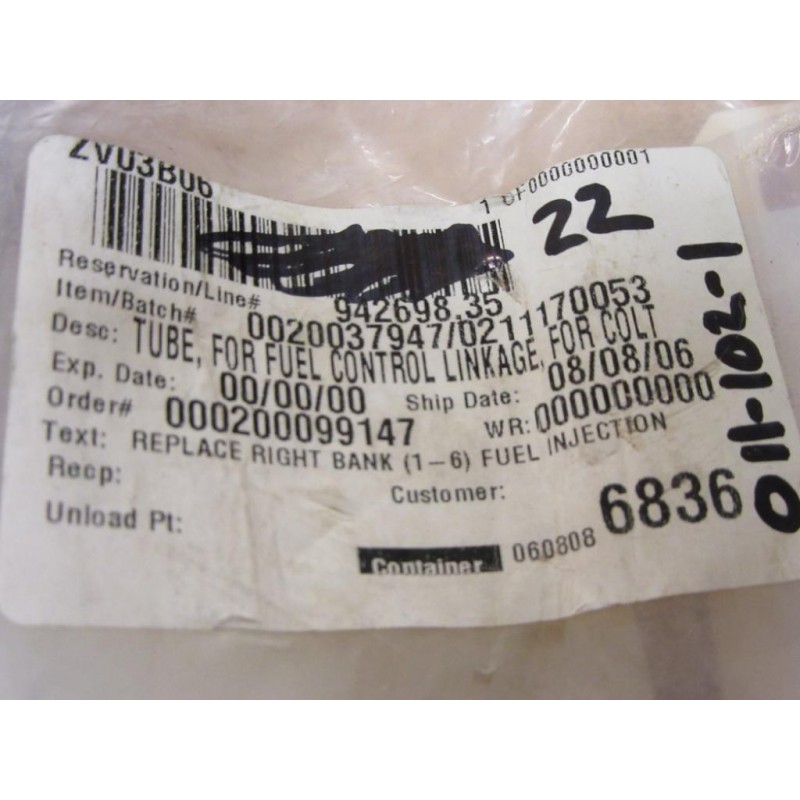 ZV03B06
1 OF0000000001
22
Reservation/Line# 942698.35
Item/Batch# 0020037947/0211170053
Desc: TUBE, FOR FUEL CONTROL LINKAGE, FOR COLT
Exp. Date: 00/00/00 Ship Date: 08/08/06
Order# 000200099147 WR: 000000000
Text: REPLACE RIGHT BANK (1-6) FUEL INJECTION
Recp:
Customer: 6836
Unload Pt:
Container 060808
011-102-1